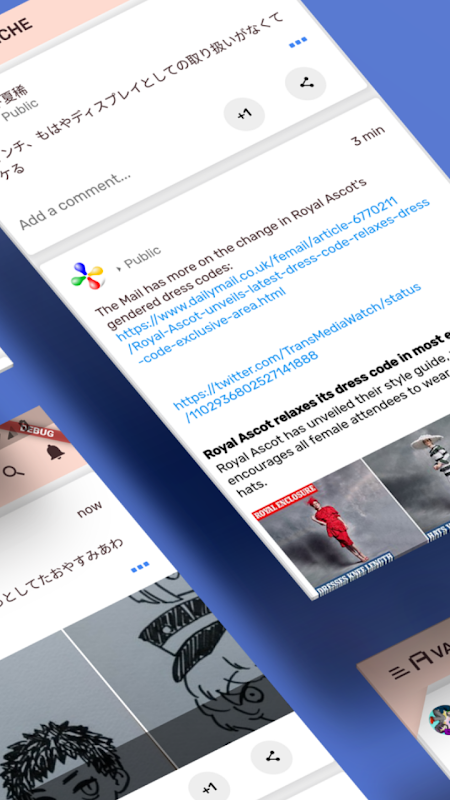 CHE
夏稀
Public
ンチ、もはやディスプレイとしての取り扱いがなくて
ケる
+1
Add a comment...
3 min
Public
The Mail has more on the change in Royal Ascot's
gendered dress codes:
https://www.dailymail.co.uk/femail/article-6770211
/Royal-Ascot-unveils-latest-dress-code-relaxes-dress
-code-exclusive-area.html
https://twitter.com/TransMediaWatch/status
/1102936802527141888
Royal Ascot relaxes its dress code in most e
Royal Ascot has unveiled their style guide,
encourages all female attendees to wear
hats.
ROYAL ENCLOSURE
DRESSES KNEE LENGTH
HATS
DEBUG
now
としてたおやすみあわ
+1
VA